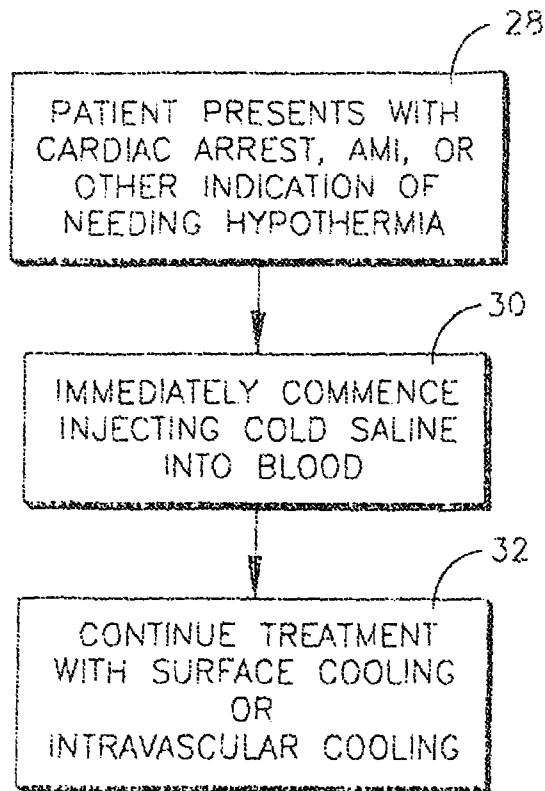 28
PATIENT PRESENTS WITH
CARDIAC ARREST, AMI, OR
OTHER INDICATION OF
NEEDING HYPOTHERMIA
30
IMMEDIATELY COMMENCE
INJECTING COLD SALINE
INTO BLOOD
32
CONTINUE TREATMENT
WITH SURFACE COOLING
OR
INTRAVASCULAR COOLING